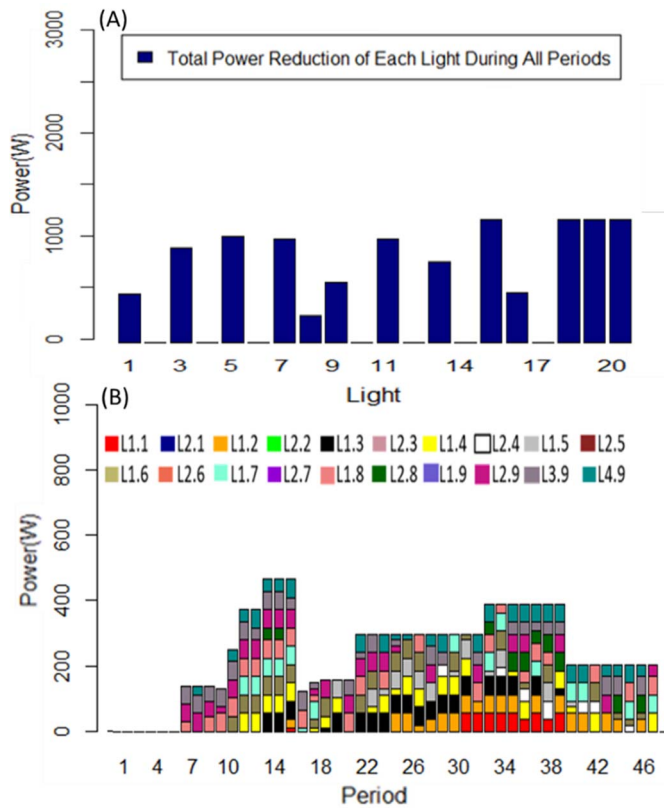 (A)
3000
Total Power Reduction of Each Light During All Periods
Power(W)
2000
1000
0
1 3 5 7 9 11 14 17 20
Light
(B)
1000
L1.1 L2.1 L1.2 L2.2 L1.3 L2.3 L1.4 L2.4 L1.5 L2.5
800
L1.6 L2.6 L1.7 L2.7 L1.8 L2.8 L1.9 L2.9 L3.9 L4.9
Power(W)
600
400
200
0
1 4 7 10 14 18 22 26 30 34 38 42 46
Period